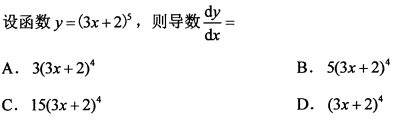 设函数 y=(3x+2)⁵，则导数 dy/dx =
A. 3(3x+2)⁴ B. 5(3x+2)⁴
C. 15(3x+2)⁴ D. (3x+2)⁴